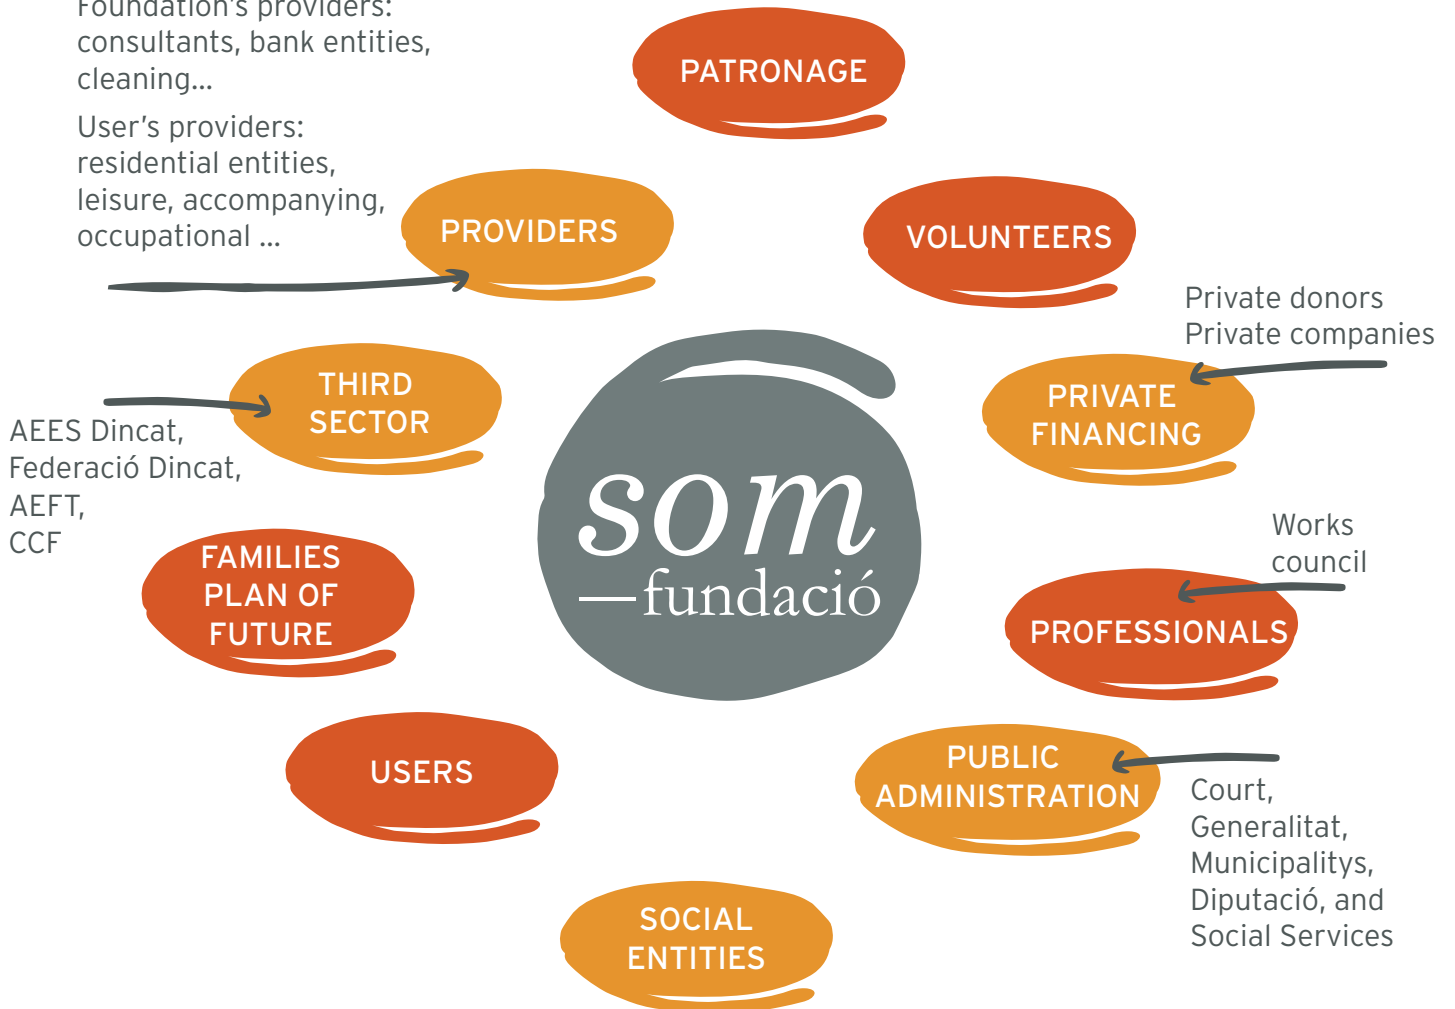 Foundation's providers:
consultants, bank entities,
cleaning...
User's providers:
residential entities,
leisure, accompanying,
occupational ...
PATRONAGE
PROVIDERS
VOLUNTEERS
Private donors
Private companies
THIRD
SECTOR
PRIVATE
FINANCING
AEES Dincat,
Federació Dincat,
AEFT,
CCF
som
—fundació
Works
council
FAMILIES
PLAN OF
FUTURE
PROFESSIONALS
USERS
PUBLIC
ADMINISTRATION
Court,
Generalitat,
Municipalitys,
Diputació, and
Social Services
SOCIAL
ENTITIES